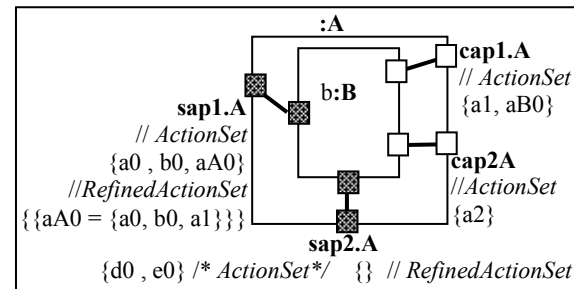 :A
cap1.A
// ActionSet
{a1, aB0}
b:B
sap1.A
// ActionSet
{a0 , b0, aA0}
//RefinedActionSet
{{aA0 = {a0, b0, a1}}}
cap2A
//ActionSet
{a2}
sap2.A
{d0 , e0} /* ActionSet*/ {} // RefinedActionSet